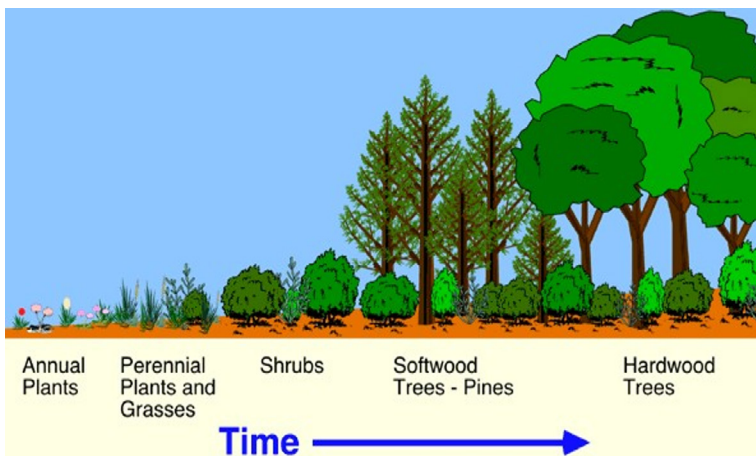 Annual
Plants
Perennial
Plants and
Grasses
Shrubs
Softwood
Trees - Pines
Hardwood
Trees
Time